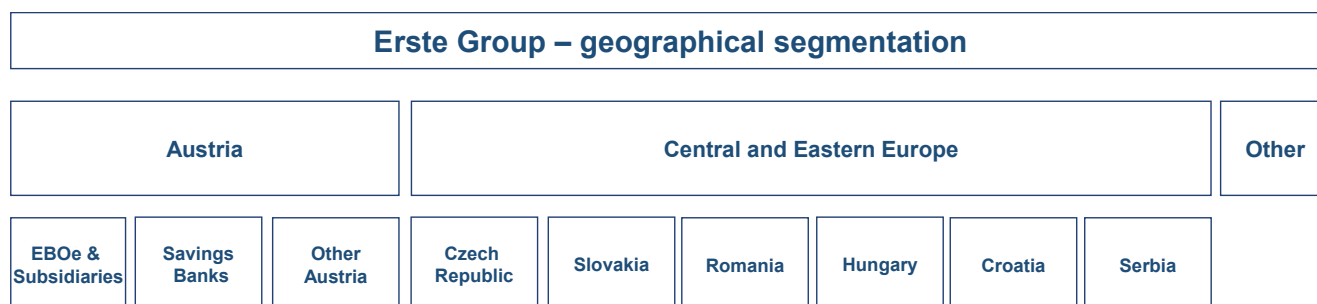 Erste Group – geographical segmentation
Austria
Central and Eastern Europe
Other
EBOe &
Subsidiaries
Savings
Banks
Other
Austria
Czech
Republic
Slovakia
Romania
Hungary
Croatia
Serbia